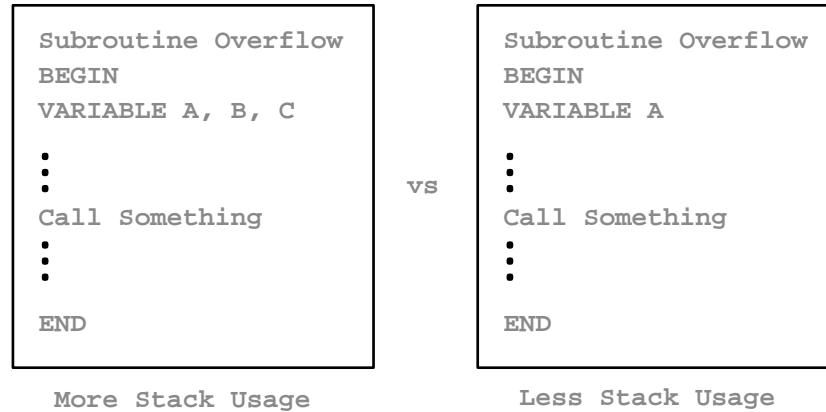 Subroutine Overflow
BEGIN
VARIABLE A, B, C
Call Something
END
More Stack Usage
vs
Subroutine Overflow
BEGIN
VARIABLE A
Call Something
END
Less Stack Usage